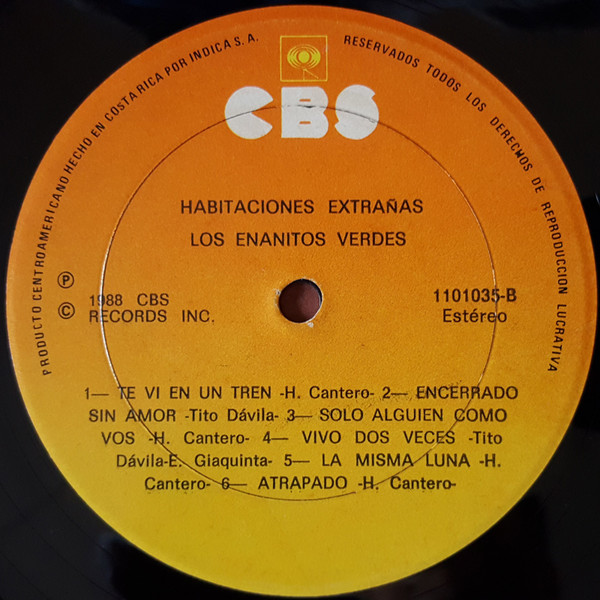 PRODUCTO CENTROAMERICANO HECHO EN COSTA RICA POR INDICA S.A.
RESERVADOS TODOS LOS DERECHOS DE REPRODUCCION LUCRATIVA
CBS
HABITACIONES EXTRAÑAS
LOS ENANITOS VERDES
Ⓟ
© 1988 CBS
RECORDS INC.
1101035-B
Estéreo
1— TE VI EN UN TREN -H. Cantero- 2— ENCERRADO
SIN AMOR -Tito Dávila- 3— SOLO ALGUIEN COMO
VOS -H. Cantero- 4— VIVO DOS VECES -Tito
Dávila-E. Giaquinta- 5— LA MISMA LUNA -H.
Cantero- 6— ATRAPADO -H. Cantero-